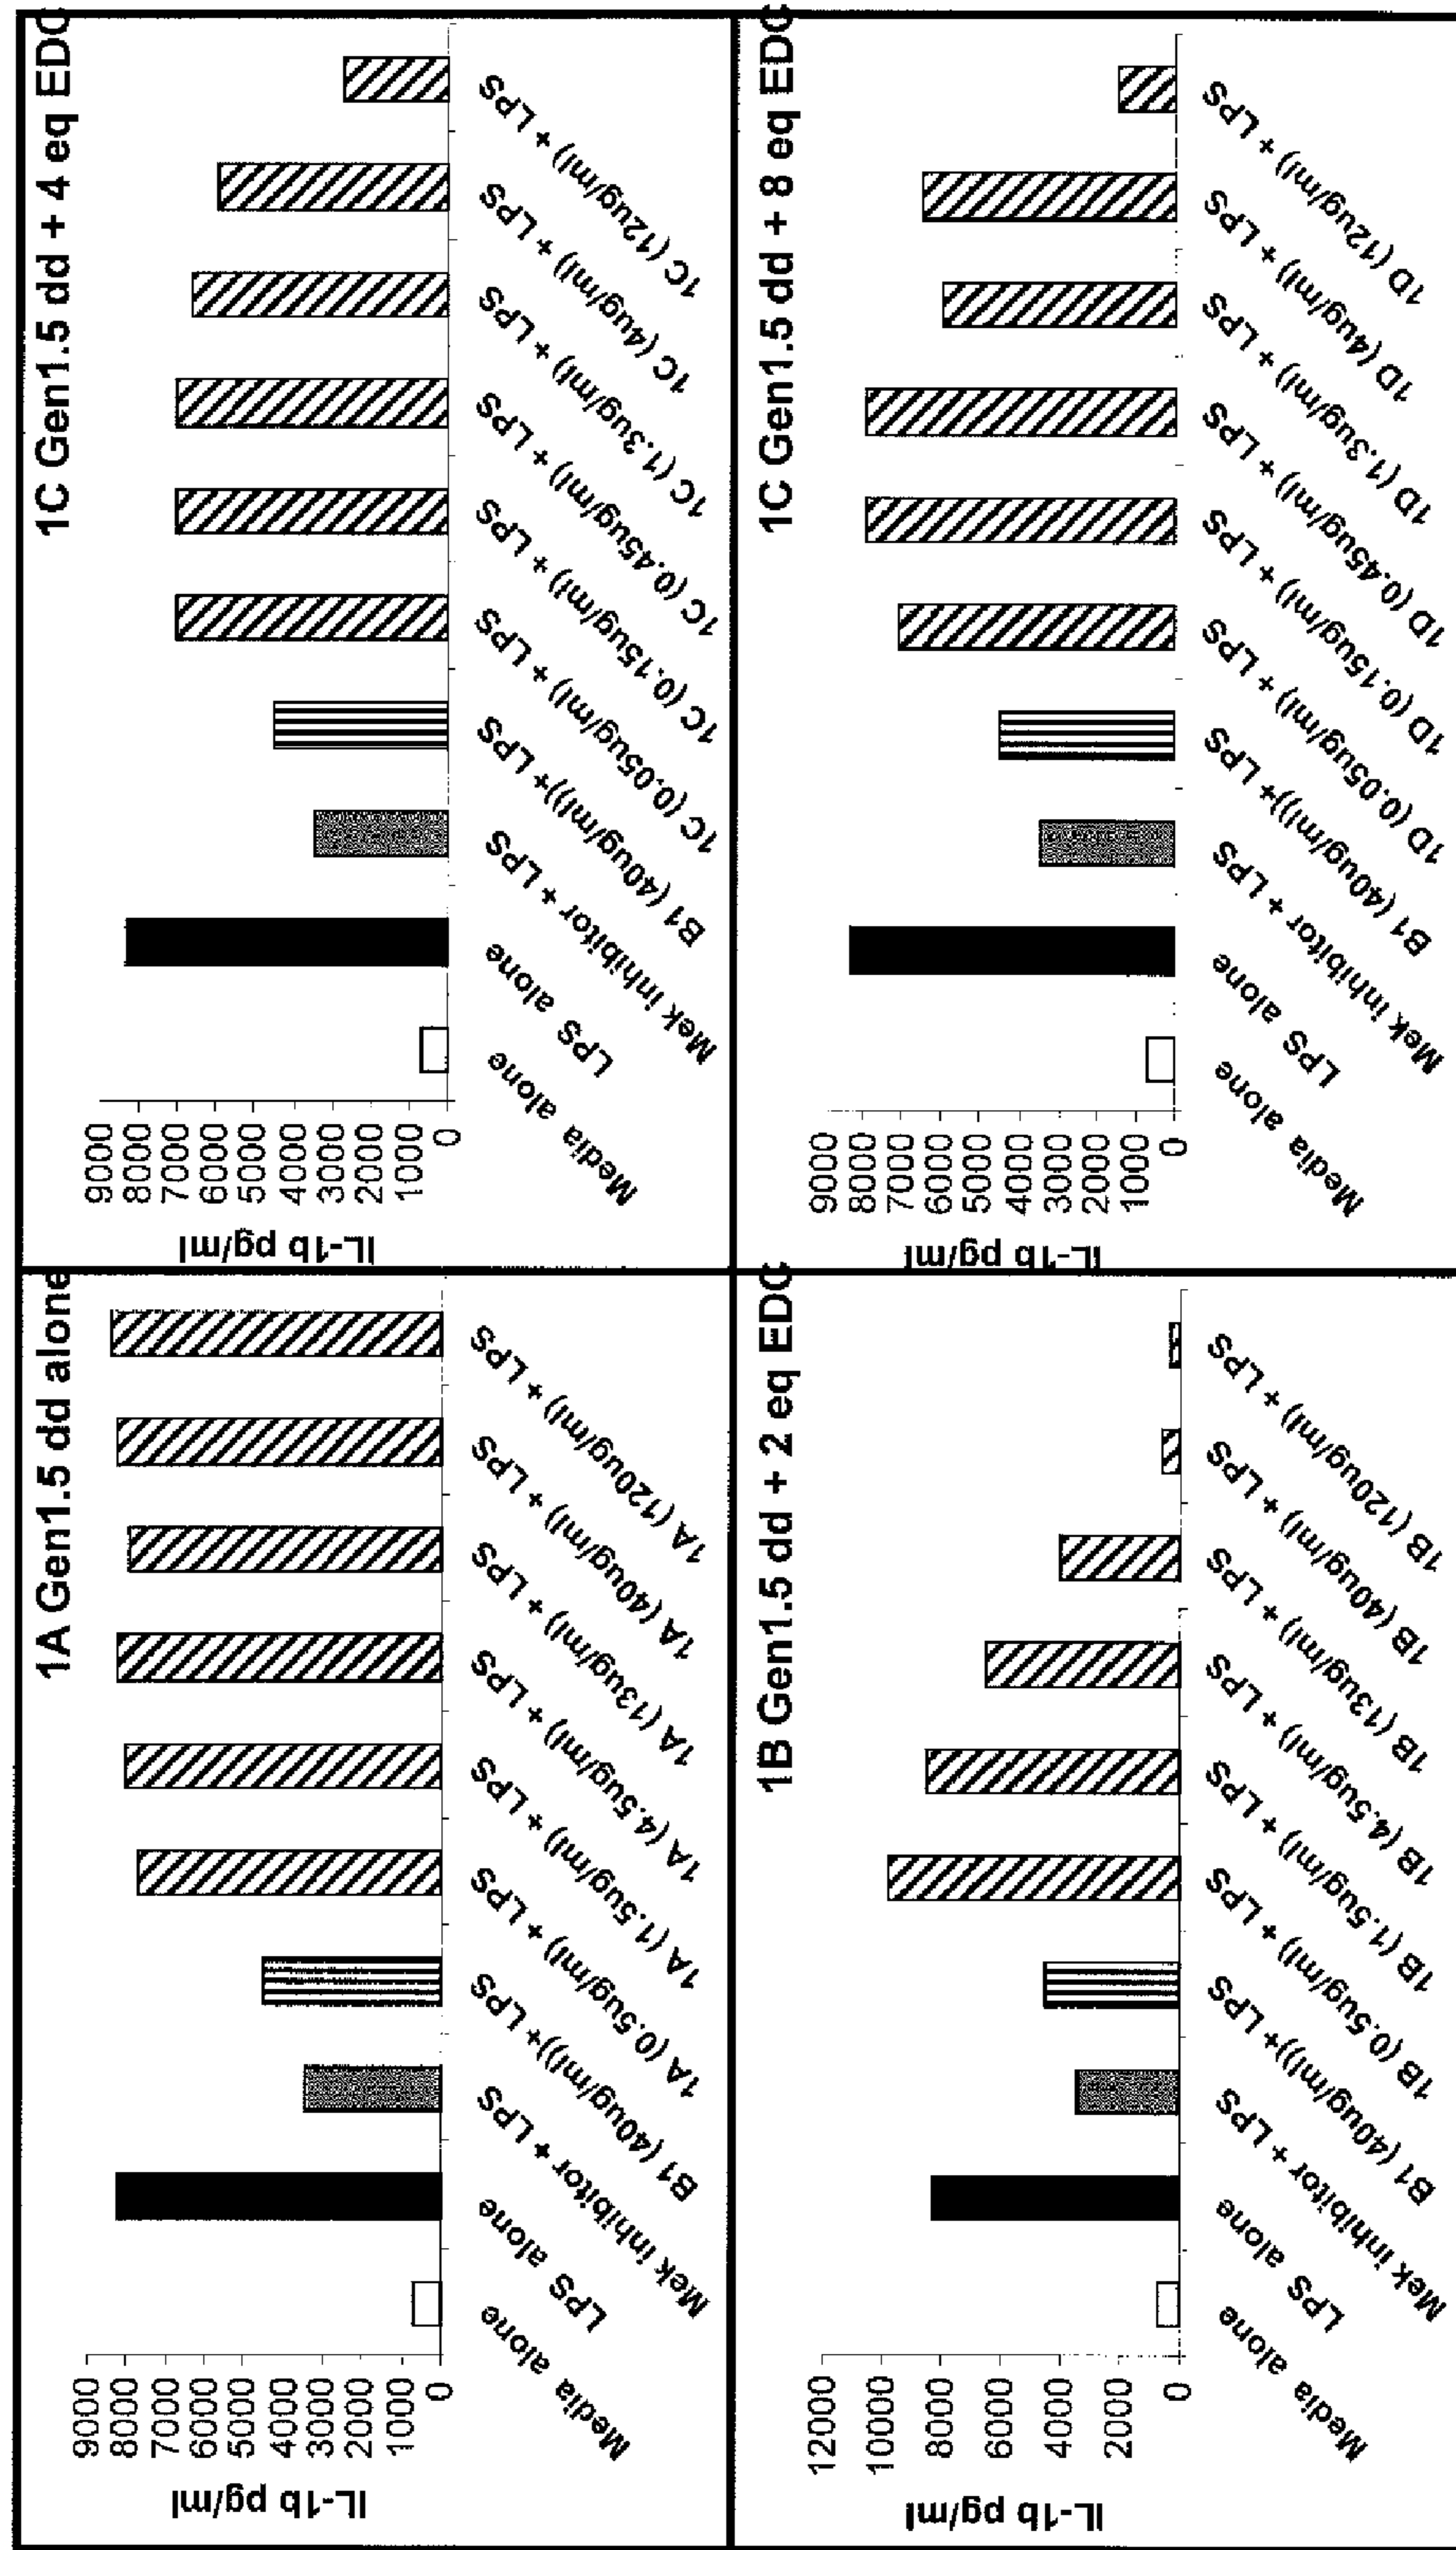 1A Gen1.5 dd alone
IL-1b pg/ml
9000
8000
7000
6000
5000
4000
3000
2000
1000
0
Media alone
LPS alone
Mek inhibitor + LPS
B1 (40ug/ml))+ LPS
1A (0.5ug/ml) + LPS
1A (1.5ug/ml) + LPS
1A (4.5ug/ml) + LPS
1A (13ug/ml) + LPS
1A (40ug/ml) + LPS
1A (120ug/ml) + LPS
1C Gen1.5 dd + 4 eq EDC
IL-1b pg/ml
9000
8000
7000
6000
5000
4000
3000
2000
1000
0
Media alone
LPS alone
Mek inhibitor + LPS
B1 (40ug/ml))+ LPS
1C (0.05ug/ml) + LPS
1C (0.15ug/ml) + LPS
1C (0.45ug/ml) + LPS
1C (1.3ug/ml) + LPS
1C (4ug/ml) + LPS
1C (12ug/ml) + LPS
1B Gen1.5 dd + 2 eq EDC
IL-1b pg/ml
12000
10000
8000
6000
4000
2000
0
Media alone
LPS alone
Mek inhibitor + LPS
B1 (40ug/ml))+ LPS
1B (0.5ug/ml) + LPS
1B (1.5ug/ml) + LPS
1B (4.5ug/ml) + LPS
1B (13ug/ml) + LPS
1B (40ug/ml) + LPS
1B (120ug/ml) + LPS
1C Gen1.5 dd + 8 eq EDC
IL-1b pg/ml
9000
8000
7000
6000
5000
4000
3000
2000
1000
0
Media alone
LPS alone
Mek inhibitor + LPS
B1 (40ug/ml))+ LPS
1D (0.05ug/ml) + LPS
1D (0.15ug/ml) + LPS
1D (0.45ug/ml) + LPS
1D (1.3ug/ml) + LPS
1D (4ug/ml) + LPS
1D (12ug/ml) + LPS